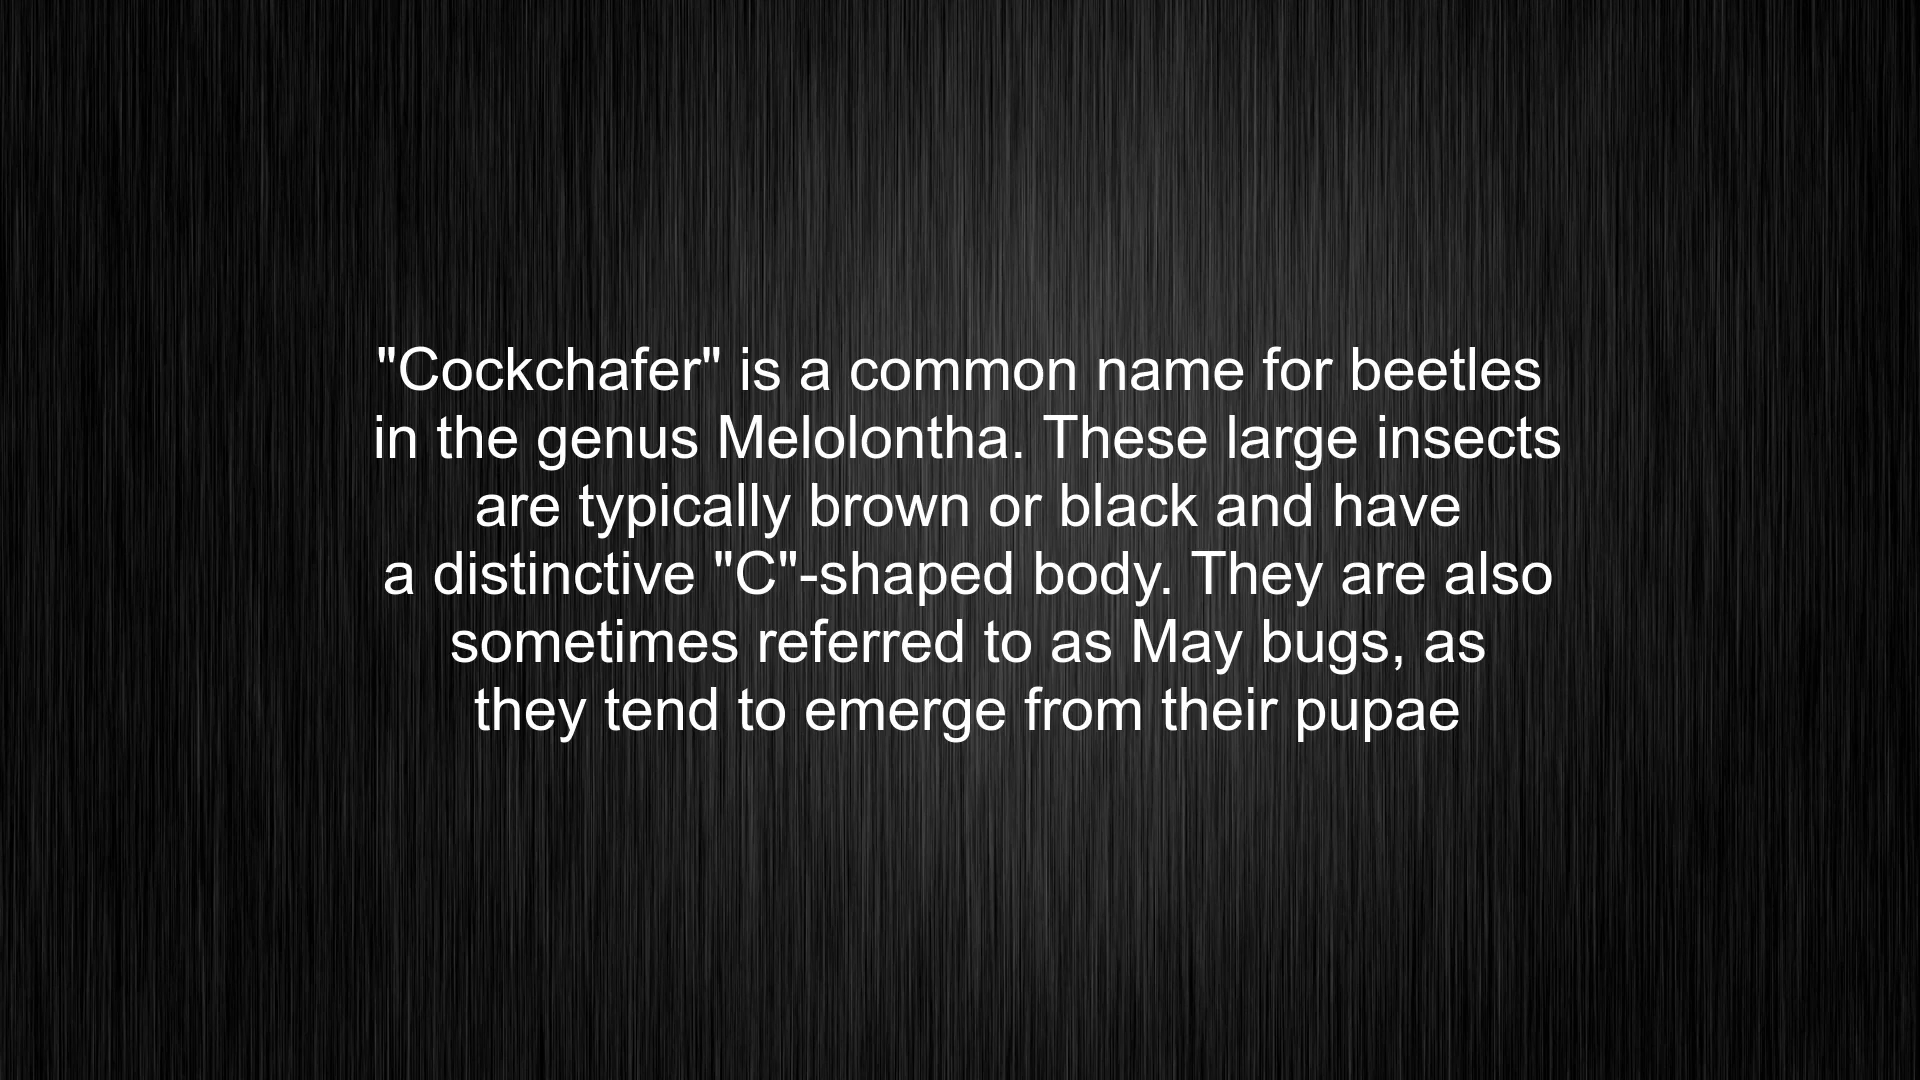 "Cockchafer" is a common name for beetles
in the genus Melolontha. These large insects
are typically brown or black and have
a distinctive "C"-shaped body. They are also
sometimes referred to as May bugs, as
they tend to emerge from their pupae